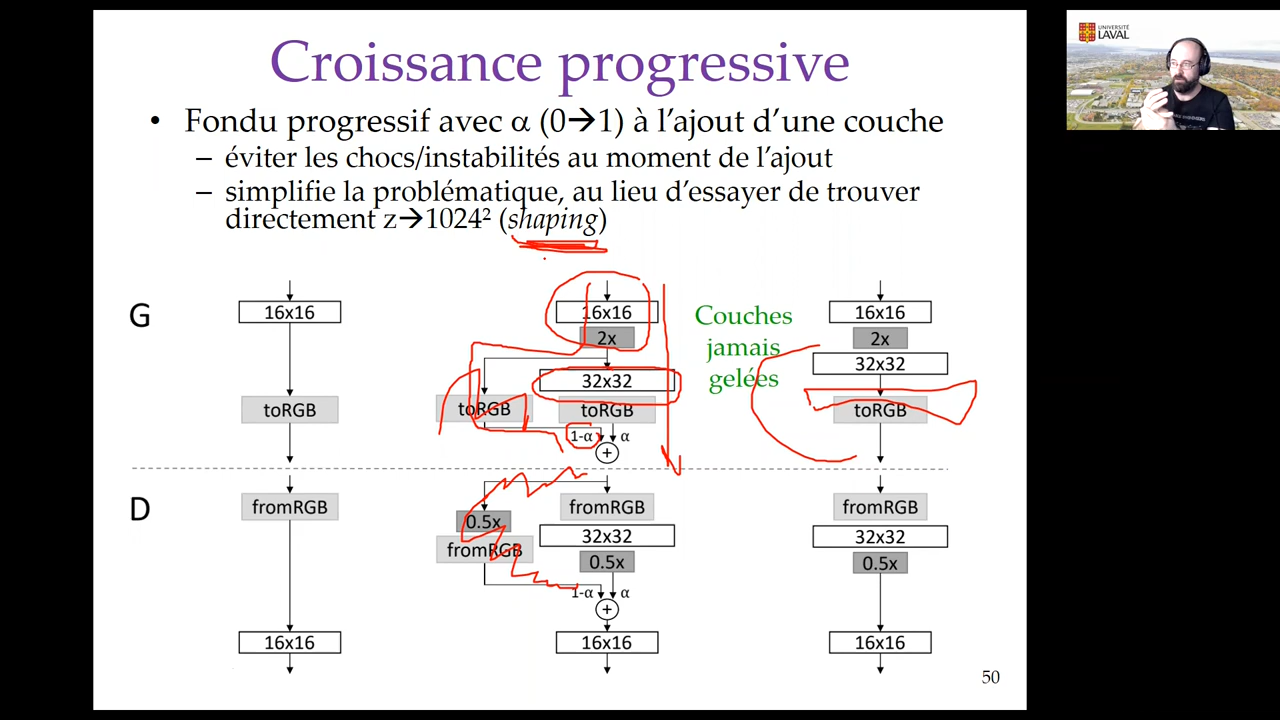 Croissance progressive
UNIVERSITÉ
LAVAL
• Fondu progressif avec α (0→1) à l'ajout d'une couche
– éviter les chocs/instabilités au moment de l'ajout
– simplifie la problématique, au lieu d'essayer de trouver
directement z→1024² (shaping)
G
16x16
toRGB
16x16
2x
32x32
toRGB
toRGB
1-α
α
+
Couches
jamais
gelées
16x16
2x
32x32
toRGB
D
fromRGB
16x16
fromRGB
0.5x
32x32
fromRGB
0.5x
1-α
α
+
16x16
fromRGB
32x32
0.5x
16x16
50